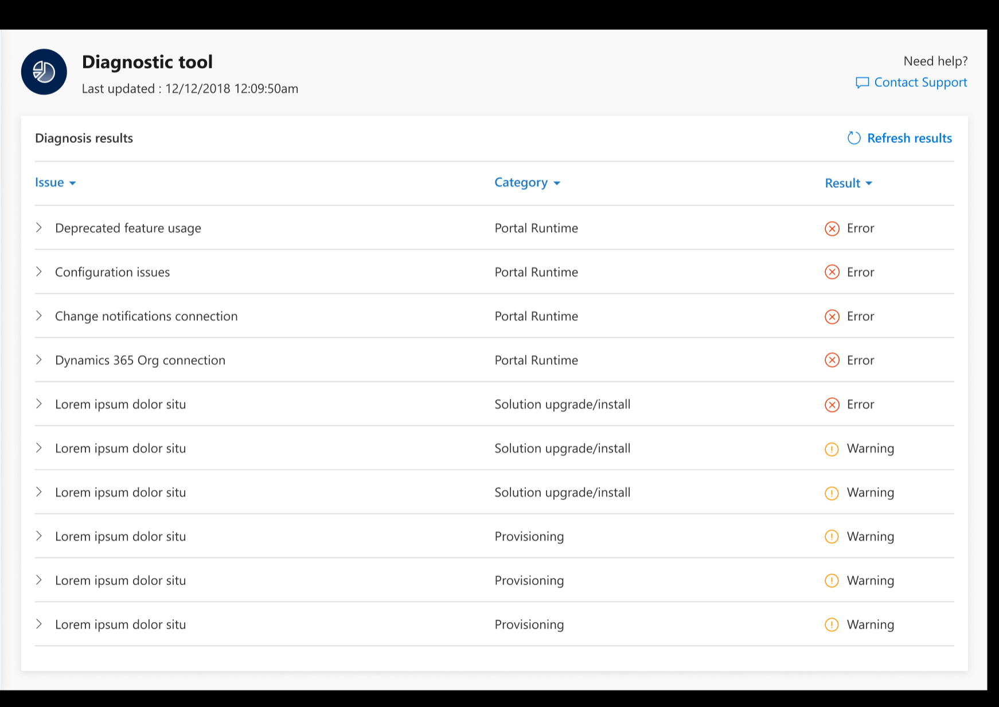 Diagnostic tool
Last updated : 12/12/2018 12:09:50am
Need help?
Contact Support
Diagnosis results
Refresh results
Issue Category Result
Deprecated feature usage Portal Runtime Error
Configuration issues Portal Runtime Error
Change notifications connection Portal Runtime Error
Dynamics 365 Org connection Portal Runtime Error
Lorem ipsum dolor situ Solution upgrade/install Error
Lorem ipsum dolor situ Solution upgrade/install Warning
Lorem ipsum dolor situ Solution upgrade/install Warning
Lorem ipsum dolor situ Provisioning Warning
Lorem ipsum dolor situ Provisioning Warning
Lorem ipsum dolor situ Provisioning Warning